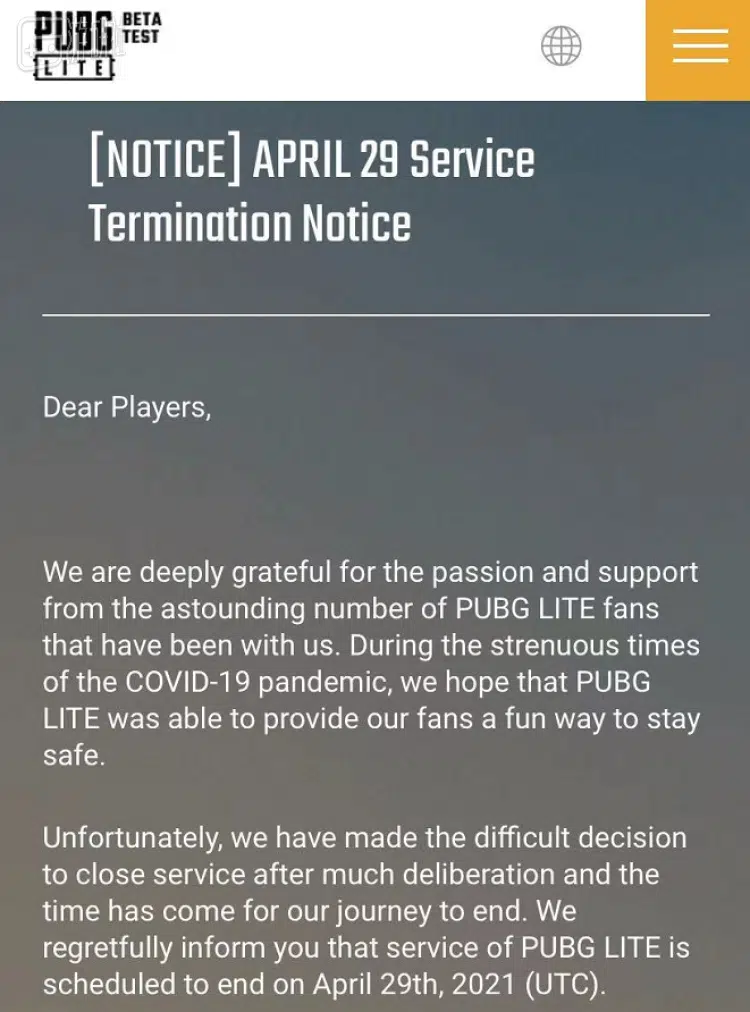 PUBG
LITE
BETA
TEST
[NOTICE] APRIL 29 Service
Termination Notice
Dear Players,
We are deeply grateful for the passion and support
from the astounding number of PUBG LITE fans
that have been with us. During the strenuous times
of the COVID-19 pandemic, we hope that PUBG
LITE was able to provide our fans a fun way to stay
safe.
Unfortunately, we have made the difficult decision
to close service after much deliberation and the
time has come for our journey to end. We
regretfully inform you that service of PUBG LITE is
scheduled to end on April 29th, 2021 (UTC).